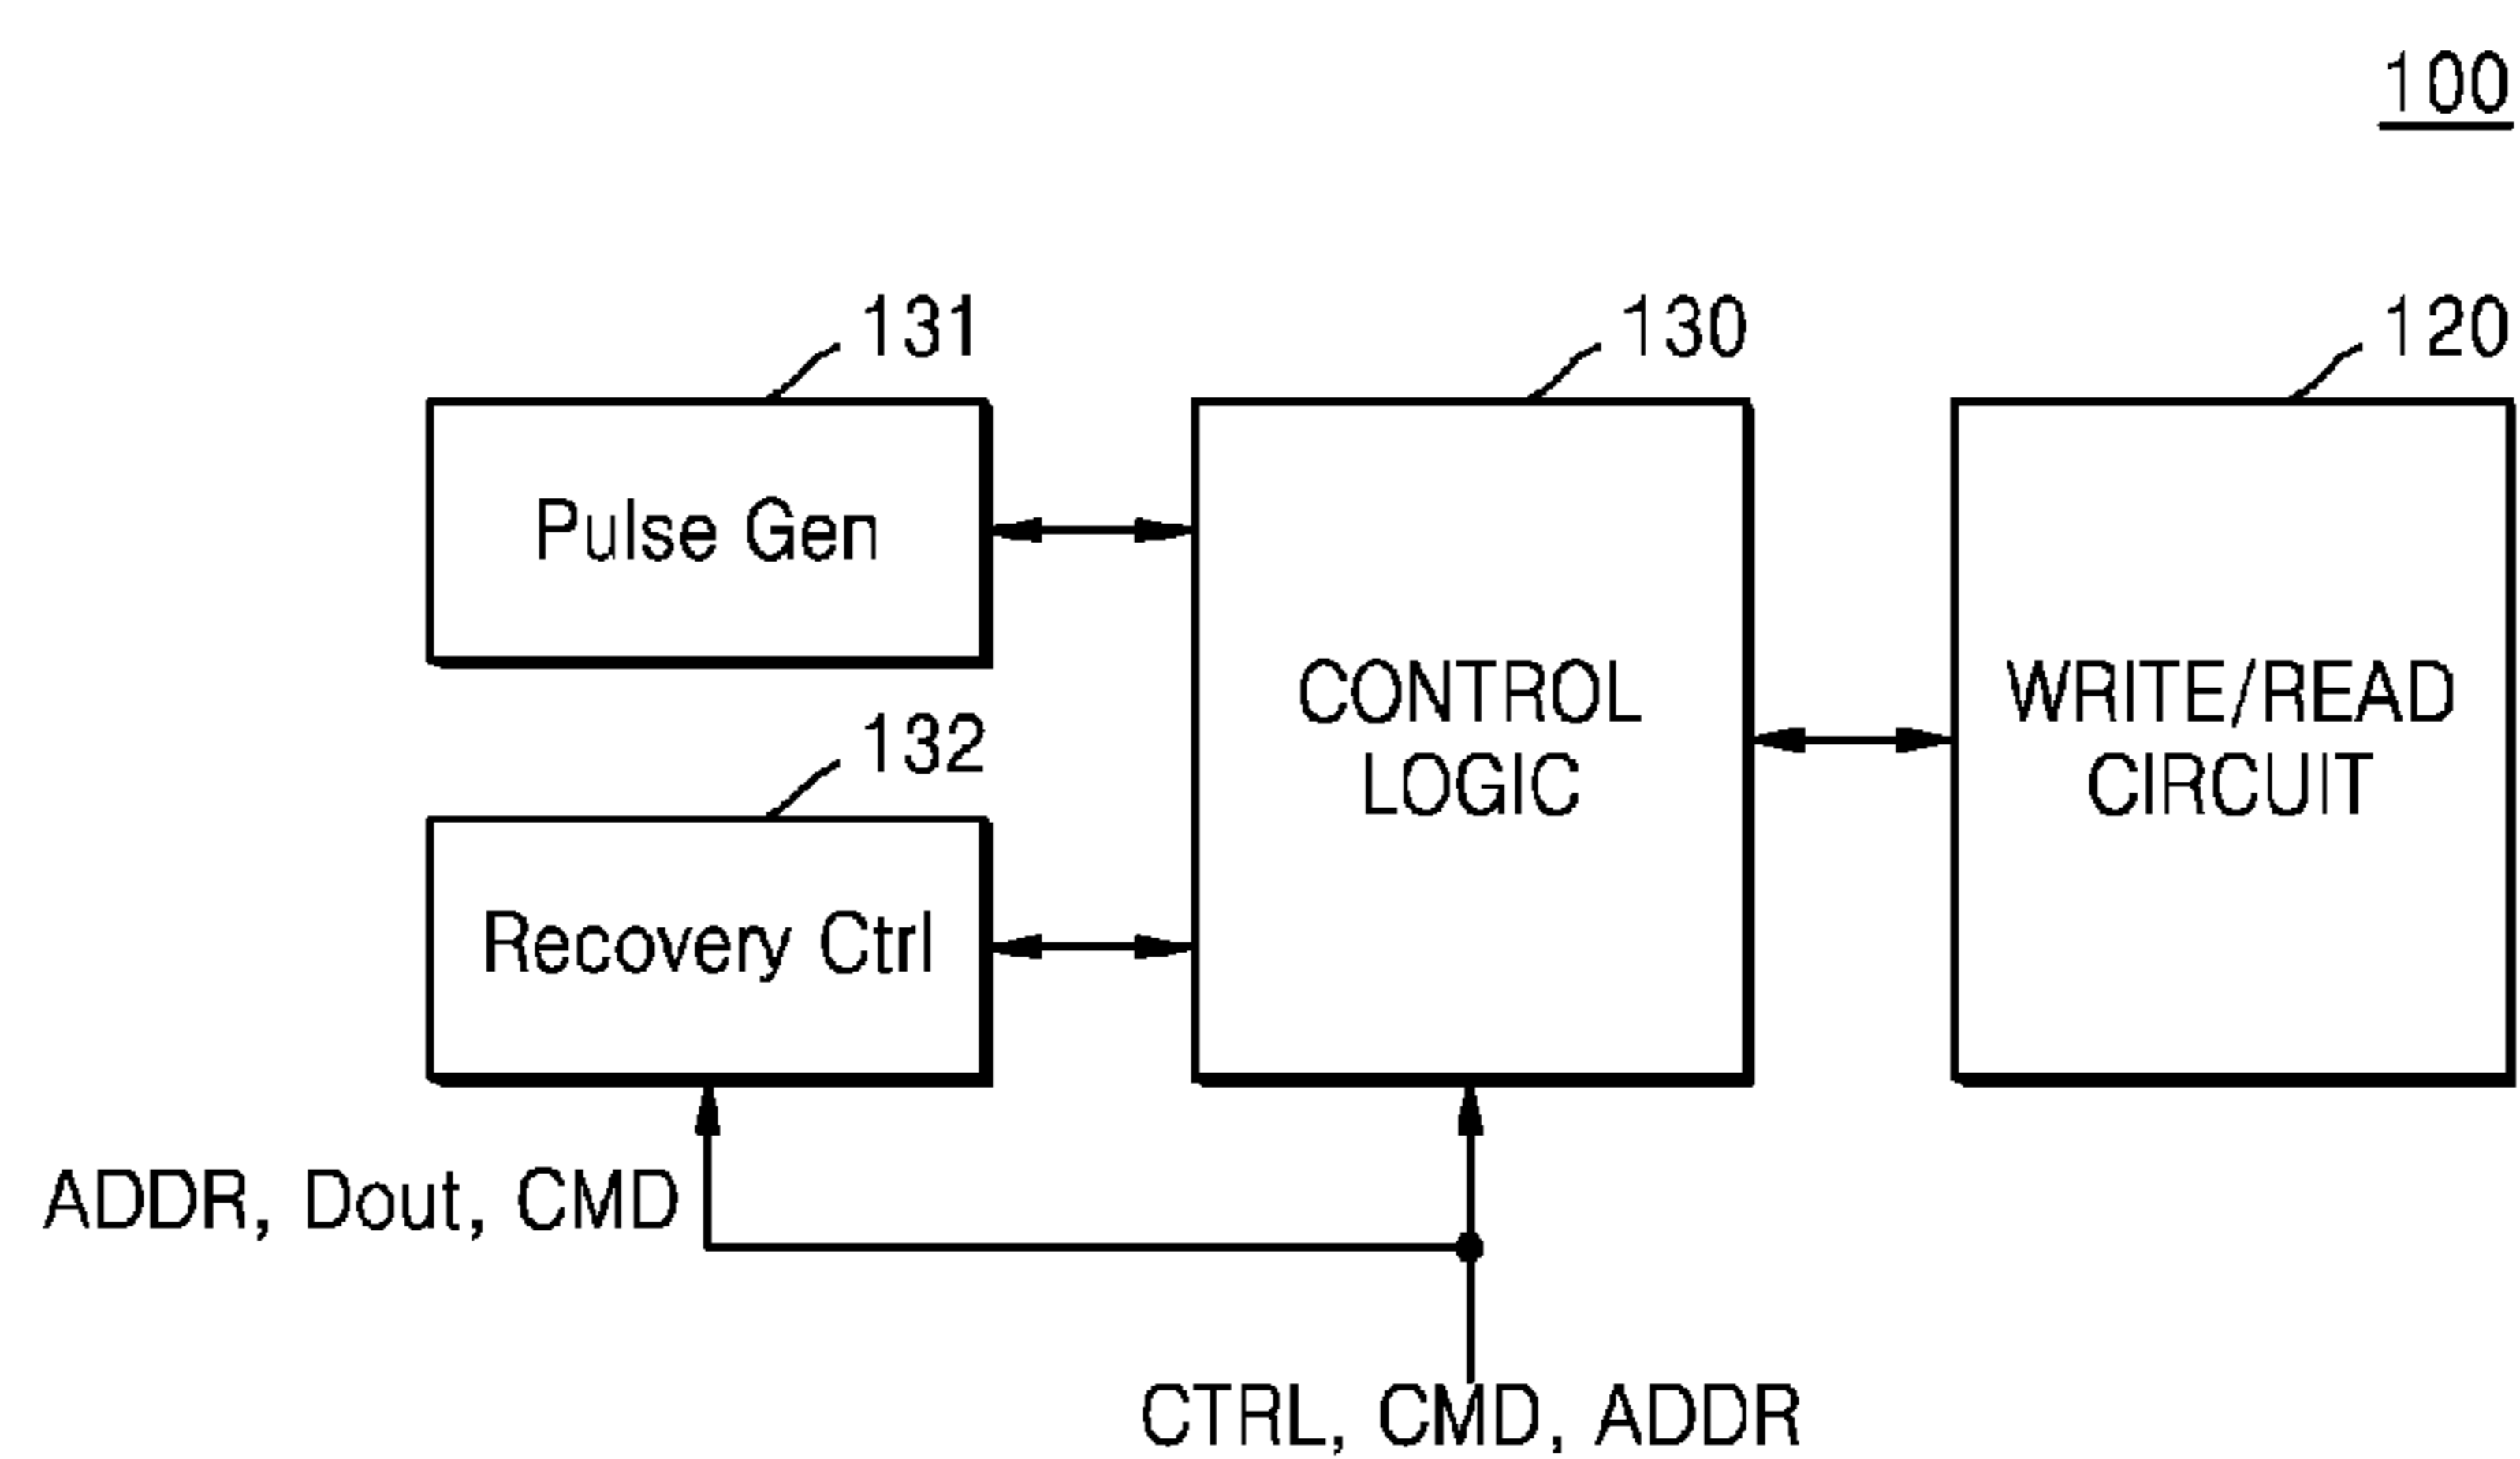 100
131
130
120
Pulse Gen
CONTROL
LOGIC
WRITE/READ
CIRCUIT
132
Recovery Ctrl
ADDR, Dout, CMD
CTRL, CMD, ADDR